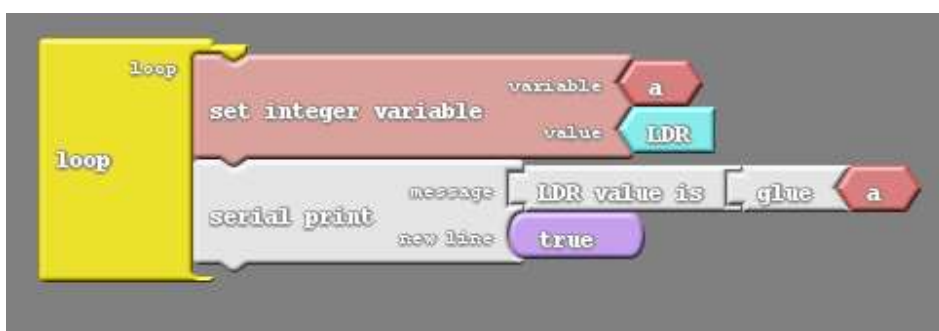 loop
loop
set integer variable
variable
a
value
LDR
serial print
message
LDR value is
glue
a
new line
true